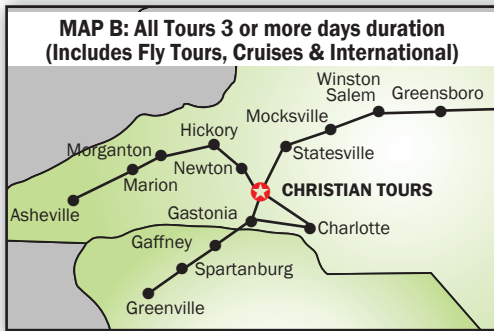 MAP B: All Tours 3 or more days duration
(Includes Fly Tours, Cruises & International)
Winston
Salem
Greensboro
Mocksville
Hickory
Statesville
Morganton
Newton
Marion
CHRISTIAN TOURS
Asheville
Gastonia
Charlotte
Gaffney
Spartanburg
Greenville